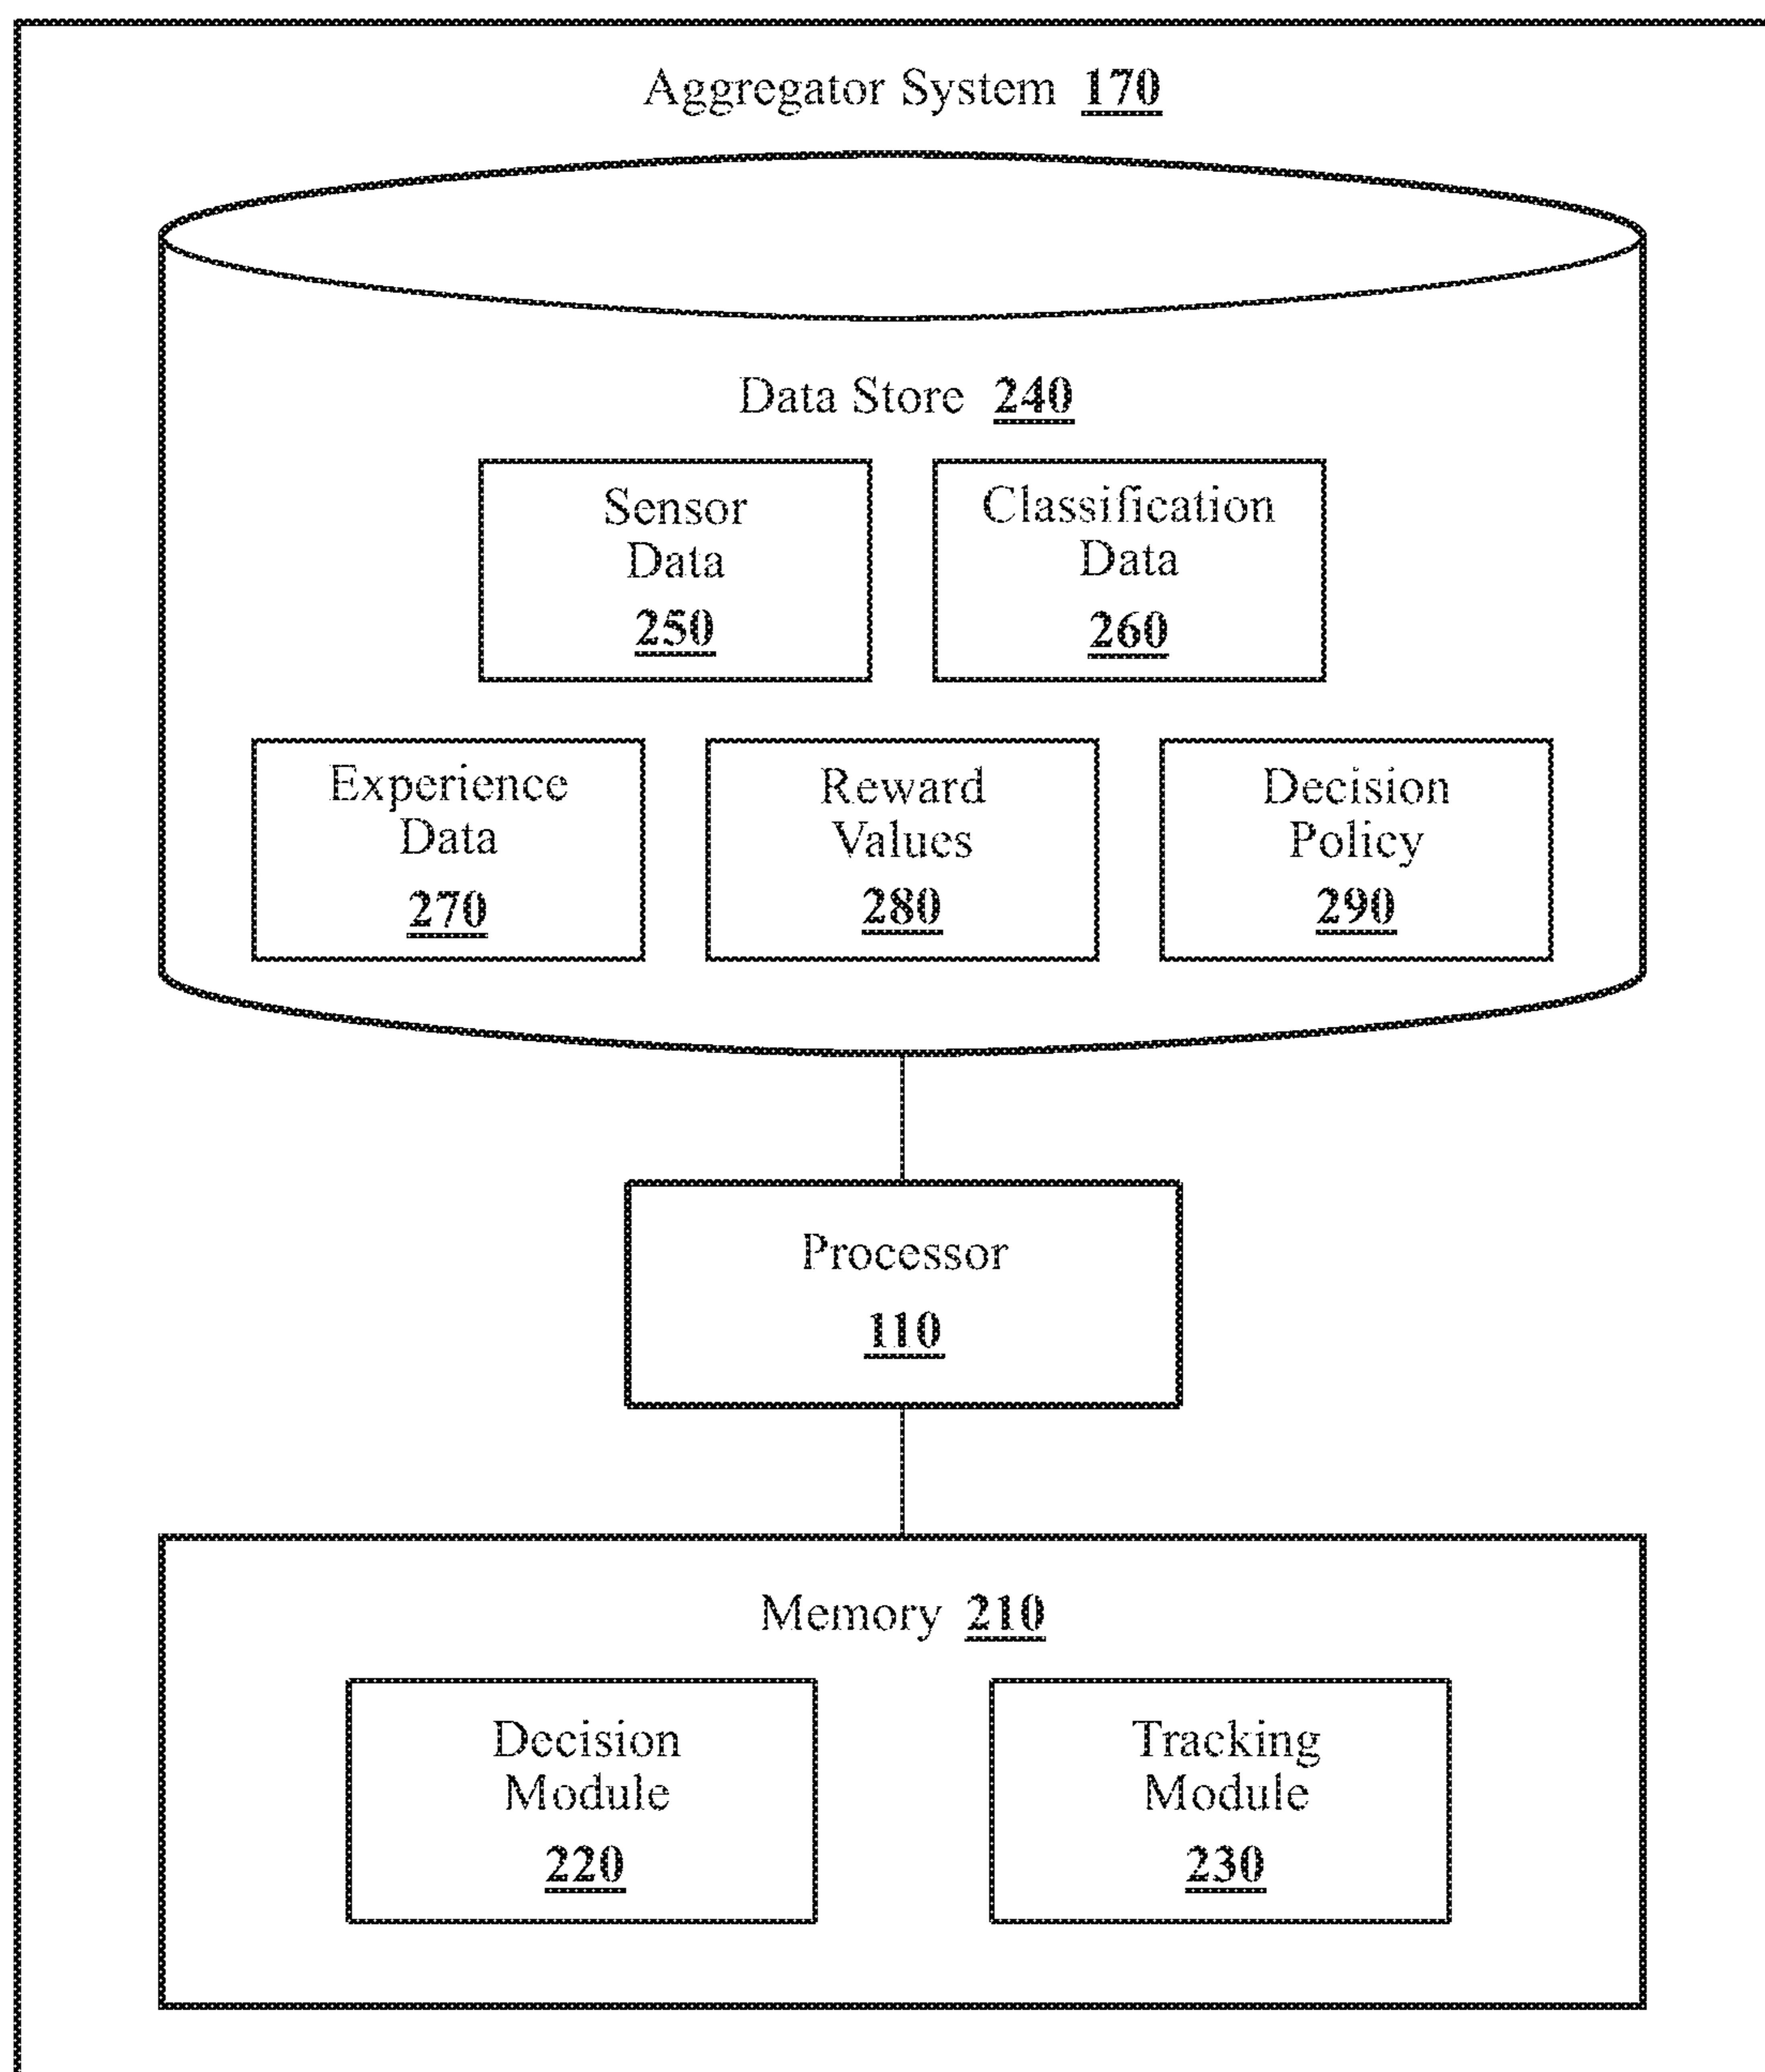 Aggregator System 170
Data Store 240
Sensor
Data
250
Classification
Data
260
Experience
Data
270
Reward
Values
280
Decision
Policy
290
Processor
110
Memory 210
Decision
Module
220
Tracking
Module
230